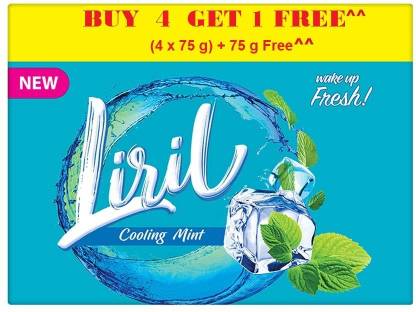 BUY 4 GET 1 FREE^^
(4 x 75 g) + 75 g Free^^
NEW
wake up
Fresh!
Liril
Cooling Mint